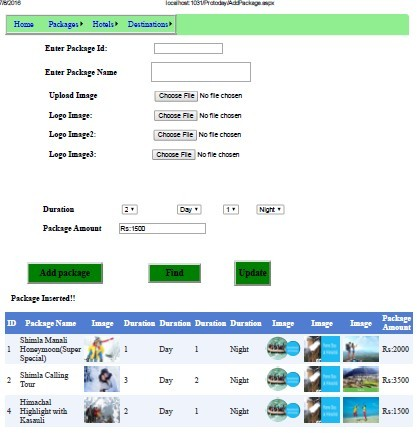 7/8/2016 localhost:1031/Protoday/AddPackage.aspx
Home Packages Hotels Destinations
Enter Package Id:
Enter Package Name
Upload Image Choose File No file chosen
Logo Image: Choose File No file chosen
Logo Image2: Choose File No file chosen
Logo Image3: Choose File No file chosen
Duration 2 Day 1 Night
Package Amount Rs:1500
Add package Find Update
Package Inserted!!
ID Package Name Image Duration Duration Duration Duration Image Image Image Package Amount
1 Shimla Manali Honeymoon(Super Special) 1 Day 1 Night Rs:2000
2 Shimla Calling Tour 3 Day 2 Night Rs:3500
4 Himachal Highlight with Kasauli 2 Day 1 Night Rs:1500